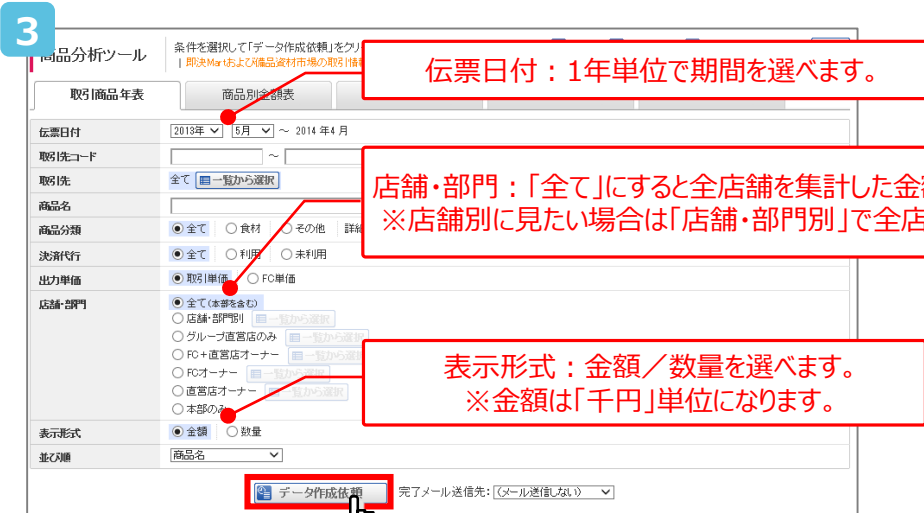 3
商品分析ツール
条件を選択して「データ作成依頼」をクリ
| 即決Martおよび備品資材市場の取引情報
伝票日付：1年単位で期間を選べます。
取引商品年表
商品別金額表
伝票日付
2013年 5月 ～ 2014 年4 月
取引先コード
～
取引先
全て 一覧から選択
店舗・部門：「全て」にすると全店舗を集計した金
※店舗別に見たい場合は「店舗・部門別」で全店
商品名
商品分類
全て 食材 その他 詳細
決済代行
全て 利用 未利用
出力単価
取引単価 FC単価
店舗・部門
全て(本部を含む)
店舗・部門別 一覧から選択
グループ直営店のみ 一覧から選択
FC＋直営店オーナー 一覧から選択
FCオーナー 一覧から選択
直営店オーナー 一覧から選択
本部のみ
表示形式：金額／数量を選べます。
※金額は「千円」単位になります。
表示形式
金額 数量
並び順
商品名
データ作成依頼 完了メール送信先: (メール送信しない)